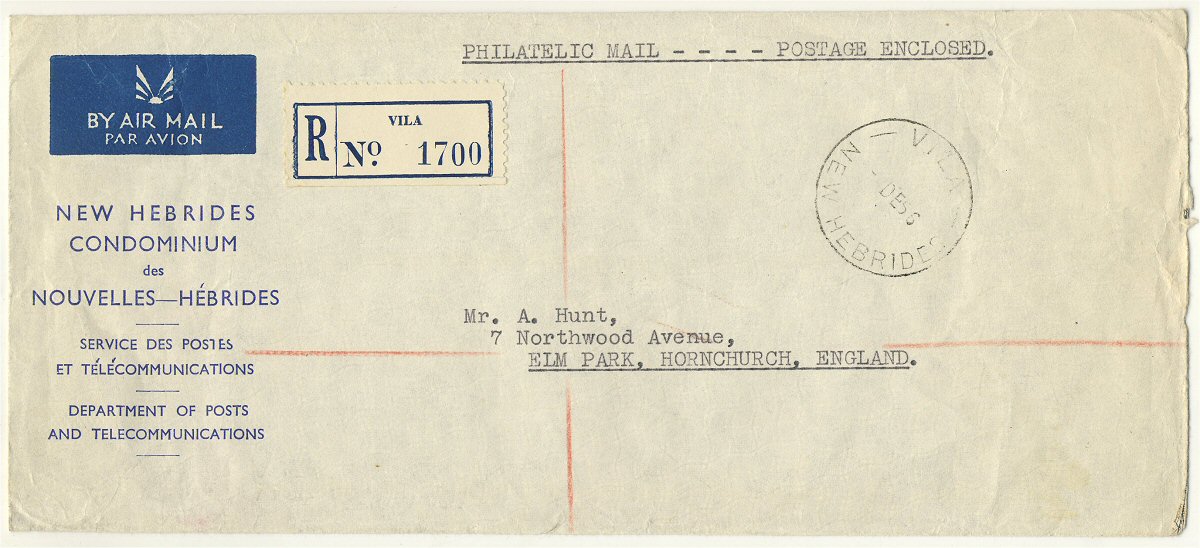 PHILATELIC MAIL - - - - POSTAGE ENCLOSED.
BY AIR MAIL
PAR AVION
R
VILA
No. 1700
NEW HEBRIDES
CONDOMINIUM
des
NOUVELLES—HÉBRIDES
SERVICE DES POSTES
ET TÉLÉCOMMUNICATIONS
DEPARTMENT OF POSTS
AND TELECOMMUNICATIONS
— VILA —
NEW HEBRIDES
DE56
Mr. A. Hunt,
7 Northwood Avenue,
ELM PARK, HORNCHURCH, ENGLAND.